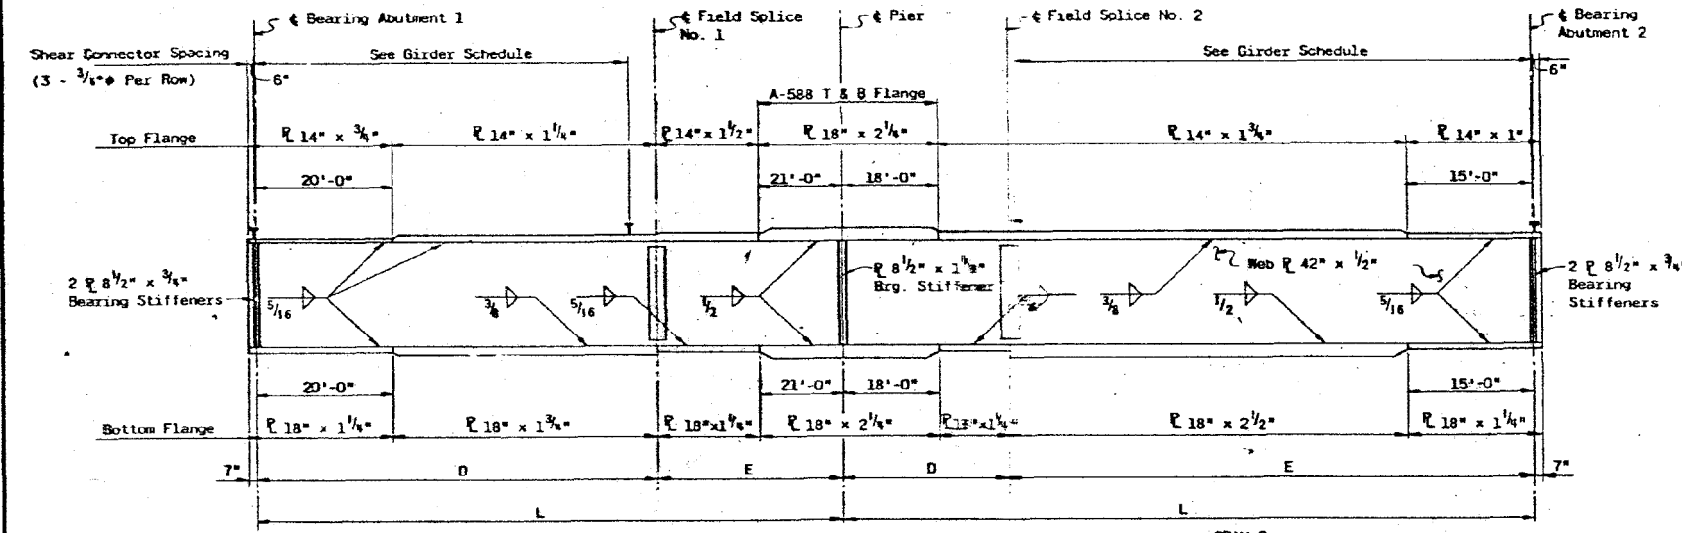 ℄ Bearing Abutment 1
℄ Field Splice No. 1
℄ Pier
℄ Field Splice No. 2
℄ Bearing Abutment 2
Shear Connector Spacing
(3 - 3/4"φ Per Row)
See Girder Schedule
See Girder Schedule
6"
6"
A-588 T & B Flange
Top Flange
℄ 14" x 3/4"
℄ 14" x 1 1/4"
℄ 14" x 1 1/2"
℄ 18" x 2 1/4"
℄ 14" x 1 3/4"
℄ 14" x 1"
20'-0"
21'-0"
18'-0"
15'-0"
2 ℄ 8 1/2" x 3/4"
Bearing Stiffeners
5/16
3/8
5/16
1/2
℄ 8 1/2" x
Brg. Stiffener
3/8
Web ℄ 42" x 1/2"
1/2
5/16
2 ℄ 8 1/2" x 3/4"
Bearing
Stiffeners
20'-0"
21'-0"
18'-0"
15'-0"
Bottom Flange
℄ 18" x 1 1/4"
℄ 18" x 1 3/4"
℄ 18" x 1 1/4"
℄ 18" x 2 1/4"
℄ 18" x 2 1/2"
℄ 18" x 1 1/4"
7"
D
E
D
E
7"
L
L